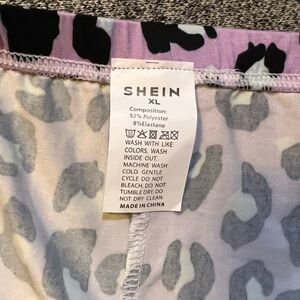 SHEIN
XL
Composition:
92% Polyester
8%Elastane
WASH WITH LIKE
COLORS. WASH
INSIDE OUT.
MACHINE WASH
COLD. GENTLE
CYCLE DO NOT
BLEACH. DO NOT
TUMBLE DRY DO
NOT DRY CLEAN.
MADE IN CHINA